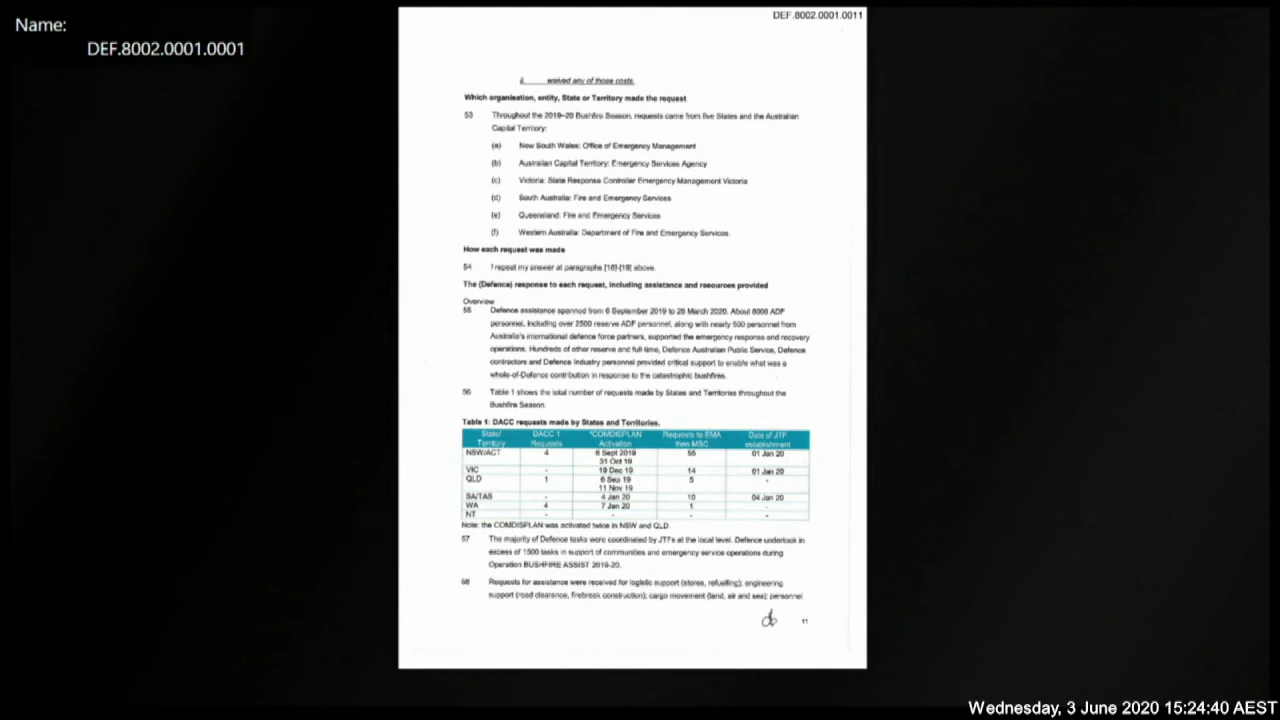 Name:
DEF.8002.0001.0001
DEF.8002.0001.0011
ii. waived any of those costs.
Which organisation, entity, State or Territory made the request
53 Throughout the 2019–20 Bushfire Season, requests came from five States and the Australian
Capital Territory:
(a) New South Wales: Office of Emergency Management
(b) Australian Capital Territory: Emergency Services Agency
(c) Victoria: State Response Controller Emergency Management Victoria
(d) South Australia: Fire and Emergency Services
(e) Queensland: Fire and Emergency Services
(f) Western Australia: Department of Fire and Emergency Services.
How each request was made
54 I repeat my answer at paragraphs [18]-[19] above.
The (Defence) response to each request, including assistance and resources provided
Overview
55 Defence assistance spanned from 6 September 2019 to 26 March 2020. About 8000 ADF
personnel, including over 2500 reserve ADF personnel, along with nearly 500 personnel from
Australia's international defence force partners, supported the emergency response and recovery
operations. Hundreds of other reserve and full-time, Defence Australian Public Service, Defence
contractors and Defence Industry personnel provided critical support to enable what was a
whole-of-Defence contribution in response to the catastrophic bushfires.
56 Table 1 shows the total number of requests made by States and Territories throughout the
Bushfire Season.
Table 1: DACC requests made by States and Territories.
State/ DACC 1 *COMDISPLAN Requests to EMA Date of JTF
Territory Requests Activation then MSC establishment
NSW/ACT 4 6 Sept 2019 55 01 Jan 20
31 Oct 19
VIC - 19 Dec 19 14 01 Jan 20
QLD 1 6 Sep 19 5 -
11 Nov 19
SA/TAS - 4 Jan 20 10 04 Jan 20
WA 4 7 Jan 20 1 -
NT - - - -
Note: the COMDISPLAN was activated twice in NSW and QLD.
57 The majority of Defence tasks were coordinated by JTFs at the local level. Defence undertook in
excess of 1500 tasks in support of communities and emergency service operations during
Operation BUSHFIRE ASSIST 2019-20.
58 Requests for assistance were received for logistic support (stores, refuelling); engineering
support (road clearance, firebreak construction); cargo movement (land, air and sea); personnel
11
Wednesday, 3 June 2020 15:24:40 AEST